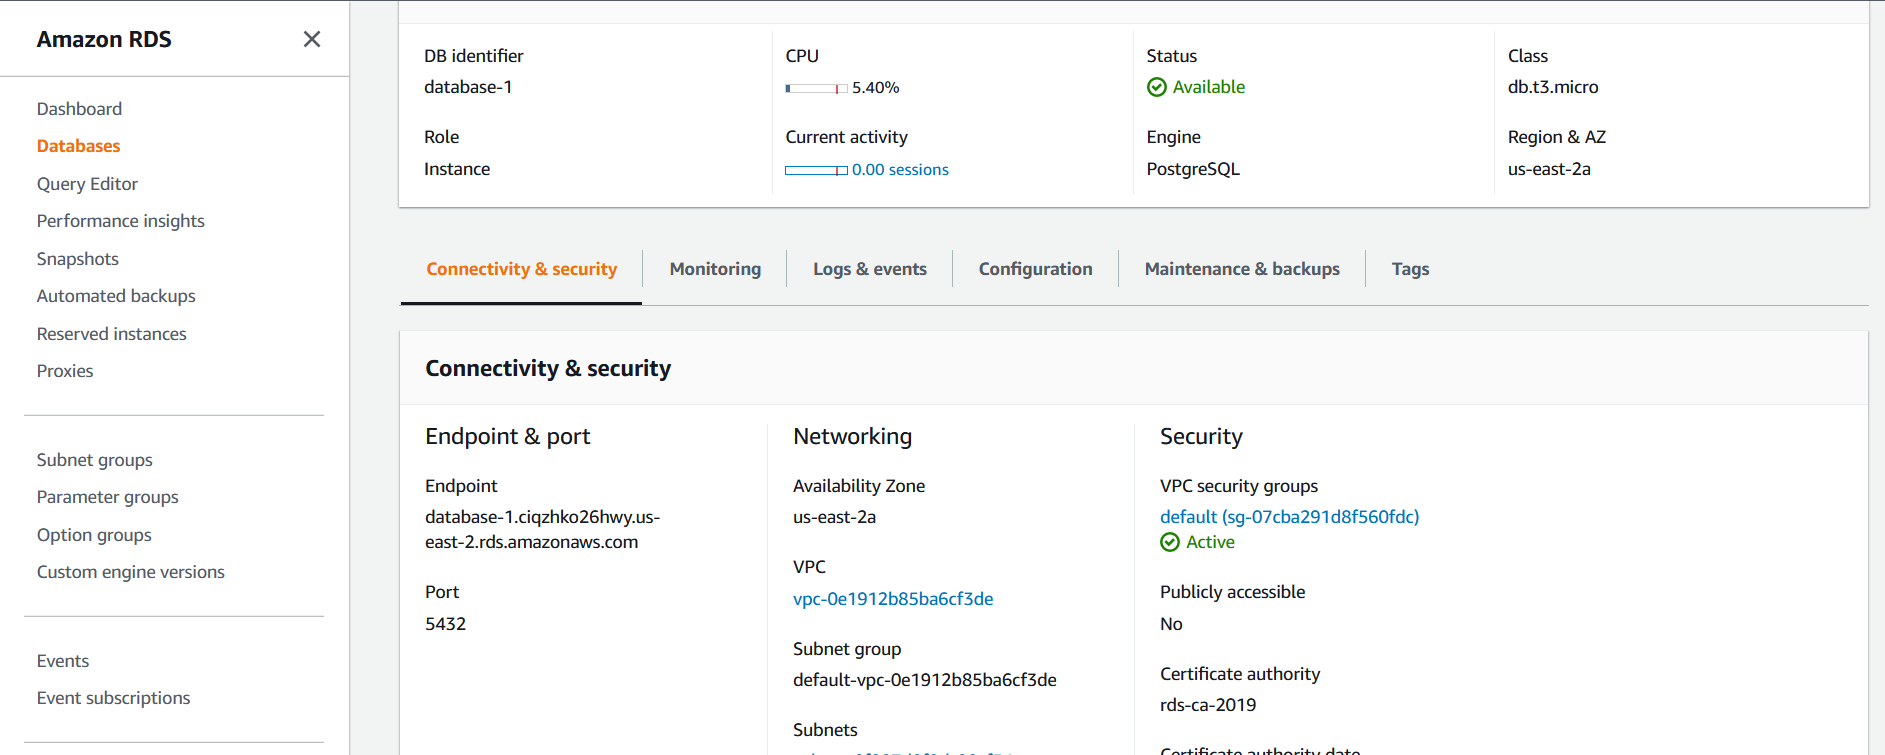 Amazon RDS
Dashboard
Databases
Query Editor
Performance insights
Snapshots
Automated backups
Reserved instances
Proxies
Subnet groups
Parameter groups
Option groups
Custom engine versions
Events
Event subscriptions
DB identifier
database-1
Role
Instance
CPU
5.40%
Current activity
0.00 sessions
Status
Available
Engine
PostgreSQL
Class
db.t3.micro
Region & AZ
us-east-2a
Connectivity & security
Monitoring
Logs & events
Configuration
Maintenance & backups
Tags
Connectivity & security
Endpoint & port
Endpoint
database-1.ciqzhko26hwy.us-
east-2.rds.amazonaws.com
Port
5432
Networking
Availability Zone
us-east-2a
VPC
vpc-0e1912b85ba6cf3de
Subnet group
default-vpc-0e1912b85ba6cf3de
Subnets
Security
VPC security groups
default (sg-07cba291d8f560fdc)
Active
Publicly accessible
No
Certificate authority
rds-ca-2019
Certificate authority date